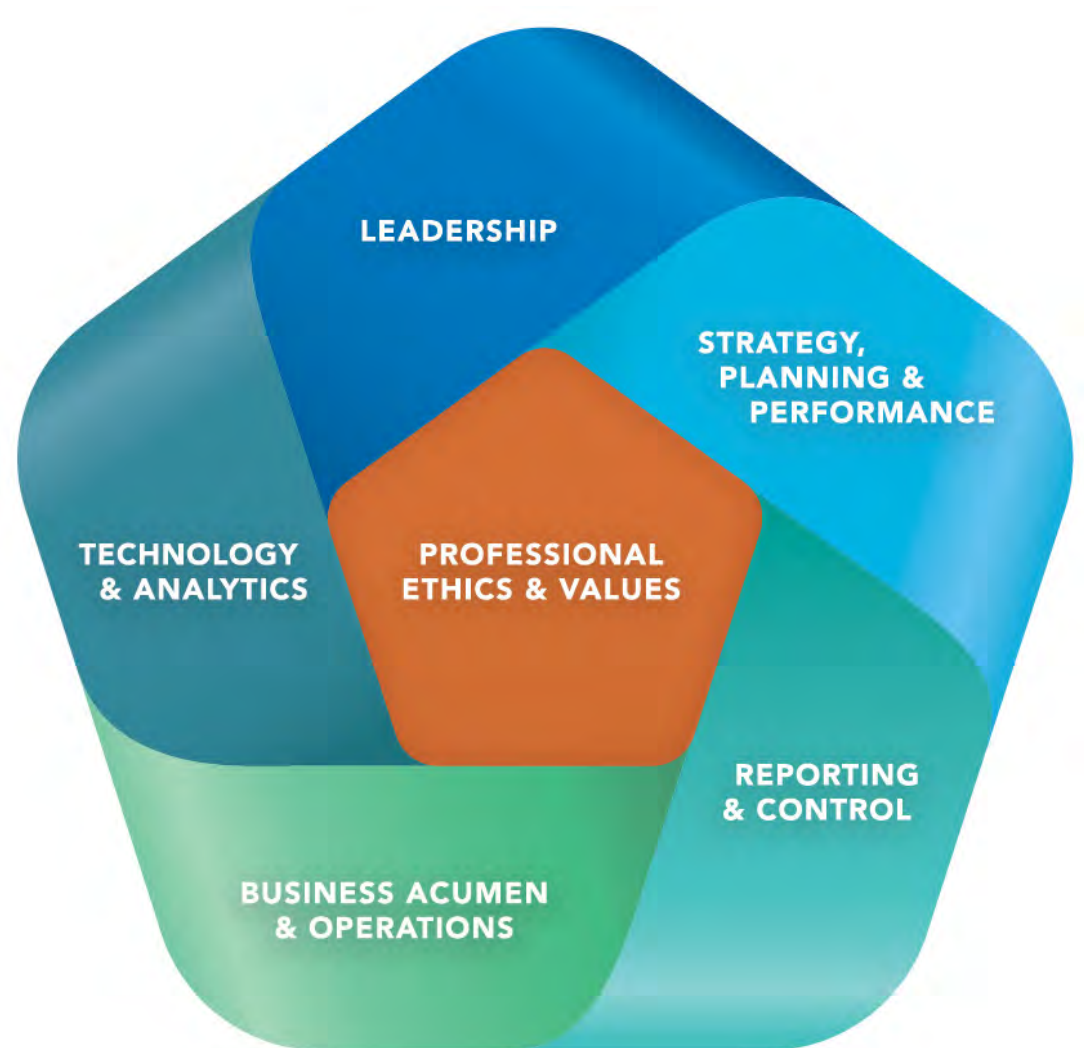 LEADERSHIP
STRATEGY,
PLANNING &
PERFORMANCE
TECHNOLOGY
& ANALYTICS
PROFESSIONAL
ETHICS & VALUES
REPORTING
& CONTROL
BUSINESS ACUMEN
& OPERATIONS